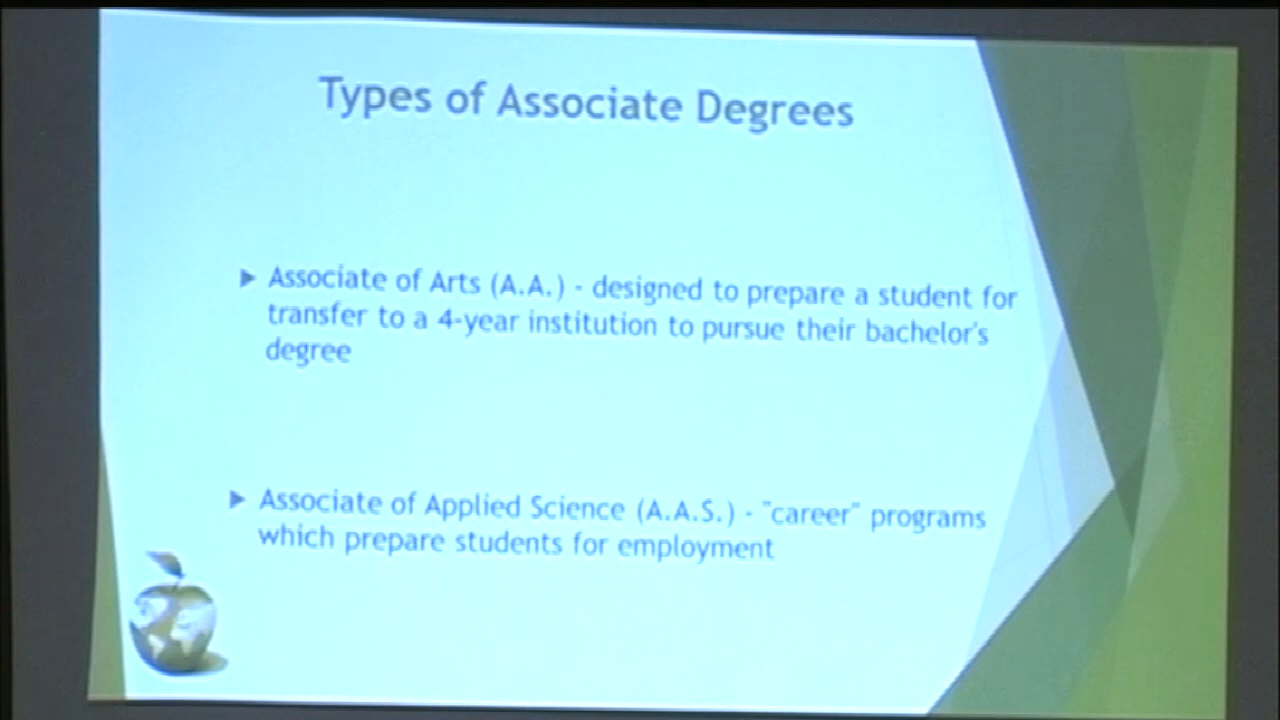 Types of Associate Degrees
Associate of Arts (A.A.) - designed to prepare a student for
transfer to a 4-year institution to pursue their bachelor's
degree
Associate of Applied Science (A.A.S.) - "career" programs
which prepare students for employment